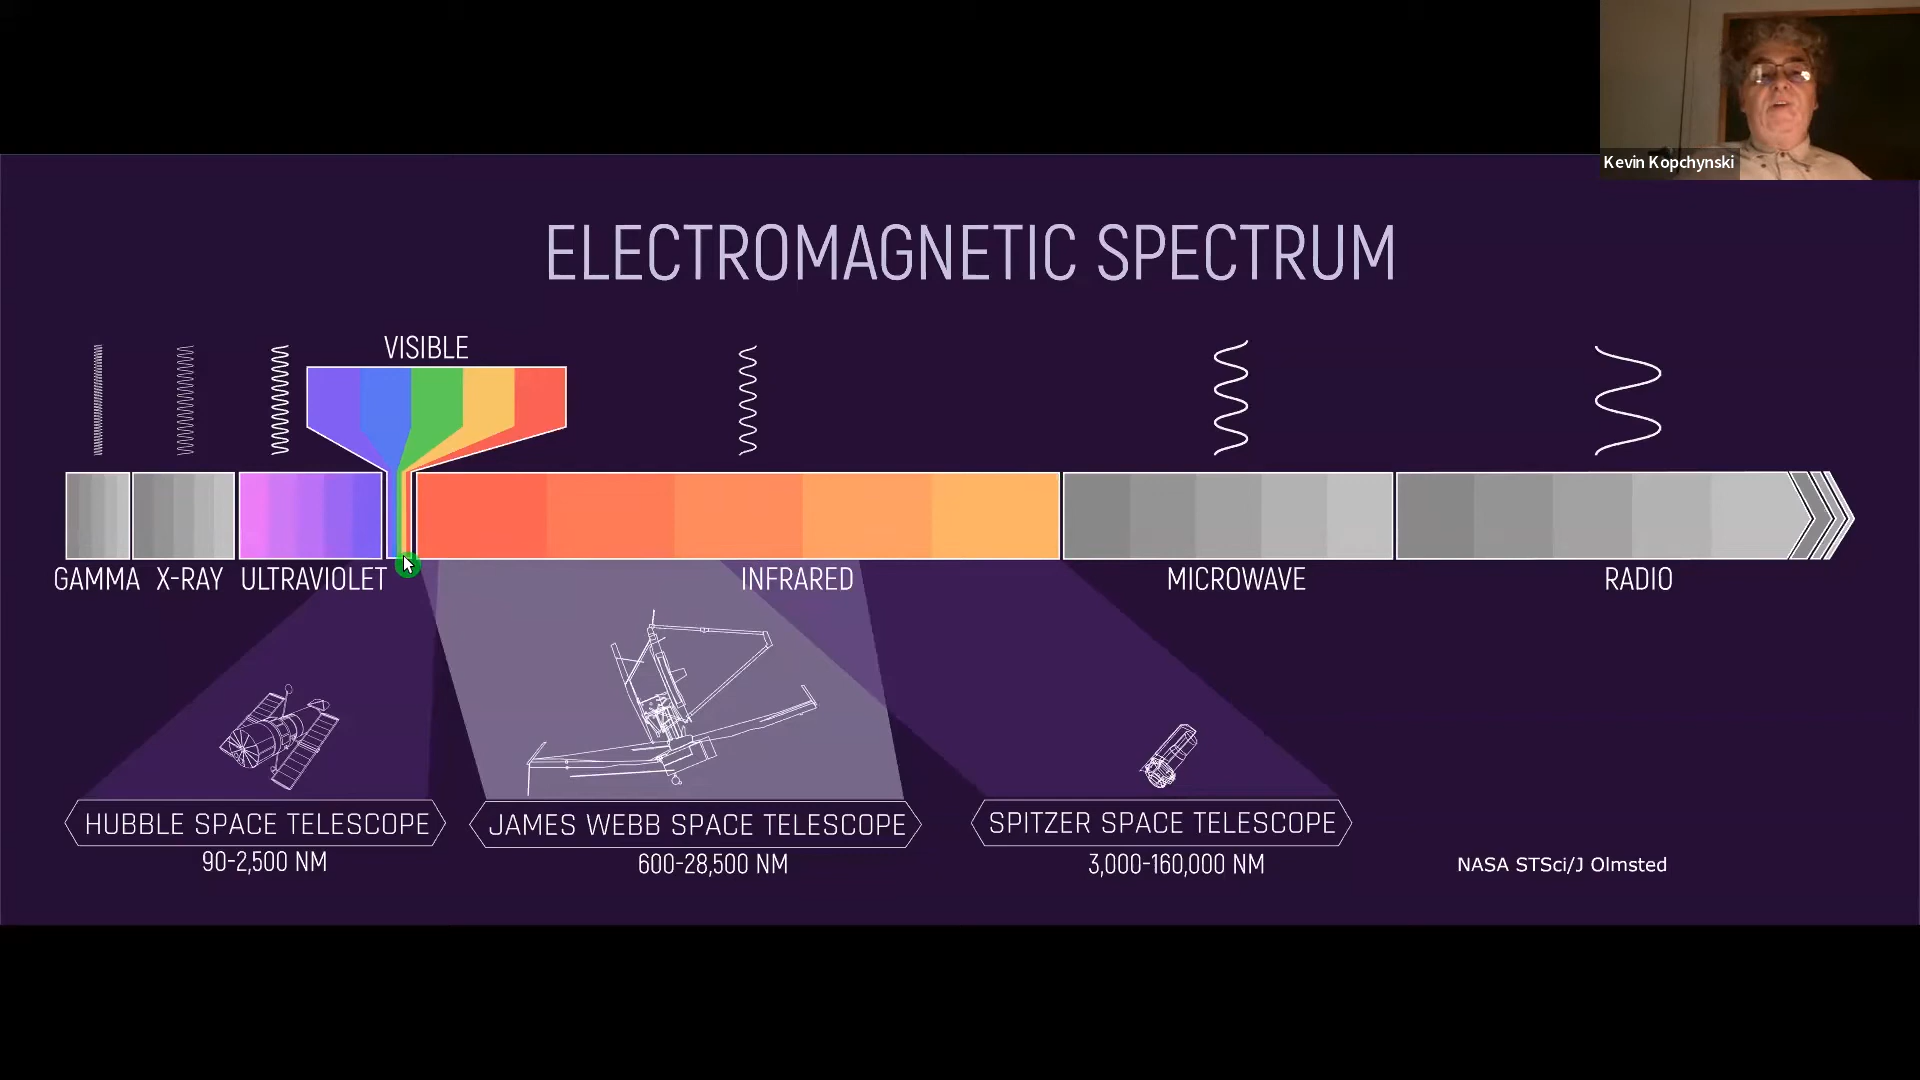 Kevin Kopchynski
ELECTROMAGNETIC SPECTRUM
VISIBLE
GAMMA X-RAY ULTRAVIOLET INFRARED MICROWAVE RADIO
HUBBLE SPACE TELESCOPE
90-2,500 NM
JAMES WEBB SPACE TELESCOPE
600-28,500 NM
SPITZER SPACE TELESCOPE
3,000-160,000 NM
NASA STSci/J Olmsted